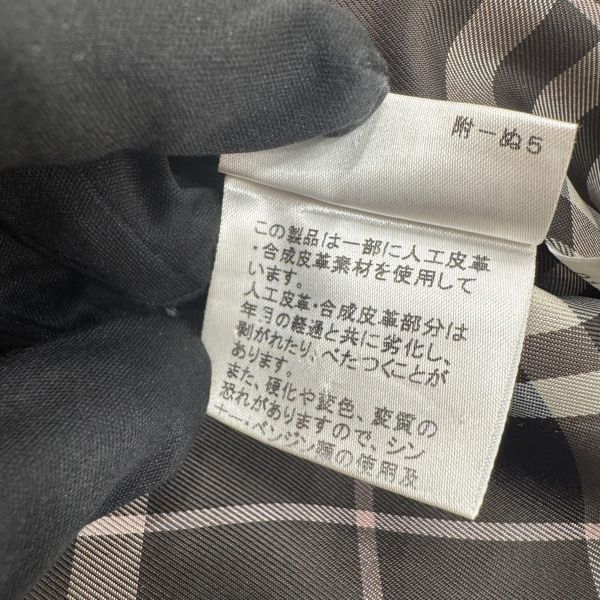 附－ぬ5
この製品は一部に人工皮革
・合成皮革素材を使用して
います。
人工皮革・合成皮革部分は
年月の経過と共に劣化し、
剥がれたり、べたつくことが
あります。
また、硬化や変色、変質の
恐れがありますので、シン
ナー・ベンジン類の使用及